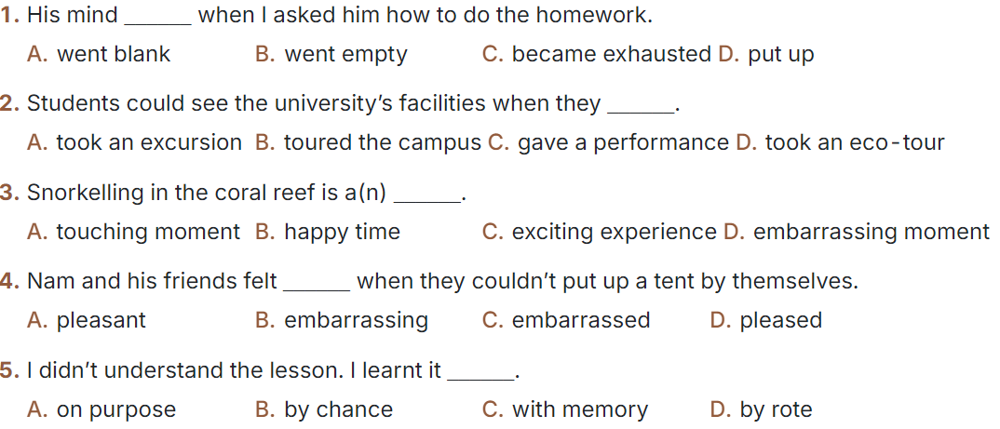 1. His mind ______ when I asked him how to do the homework.
A. went blank B. went empty C. became exhausted D. put up
2. Students could see the university’s facilities when they ______.
A. took an excursion B. toured the campus C. gave a performance D. took an eco-tour
3. Snorkelling in the coral reef is a(n) ______.
A. touching moment B. happy time C. exciting experience D. embarrassing moment
4. Nam and his friends felt ______ when they couldn’t put up a tent by themselves.
A. pleasant B. embarrassing C. embarrassed D. pleased
5. I didn’t understand the lesson. I learnt it ______.
A. on purpose B. by chance C. with memory D. by rote